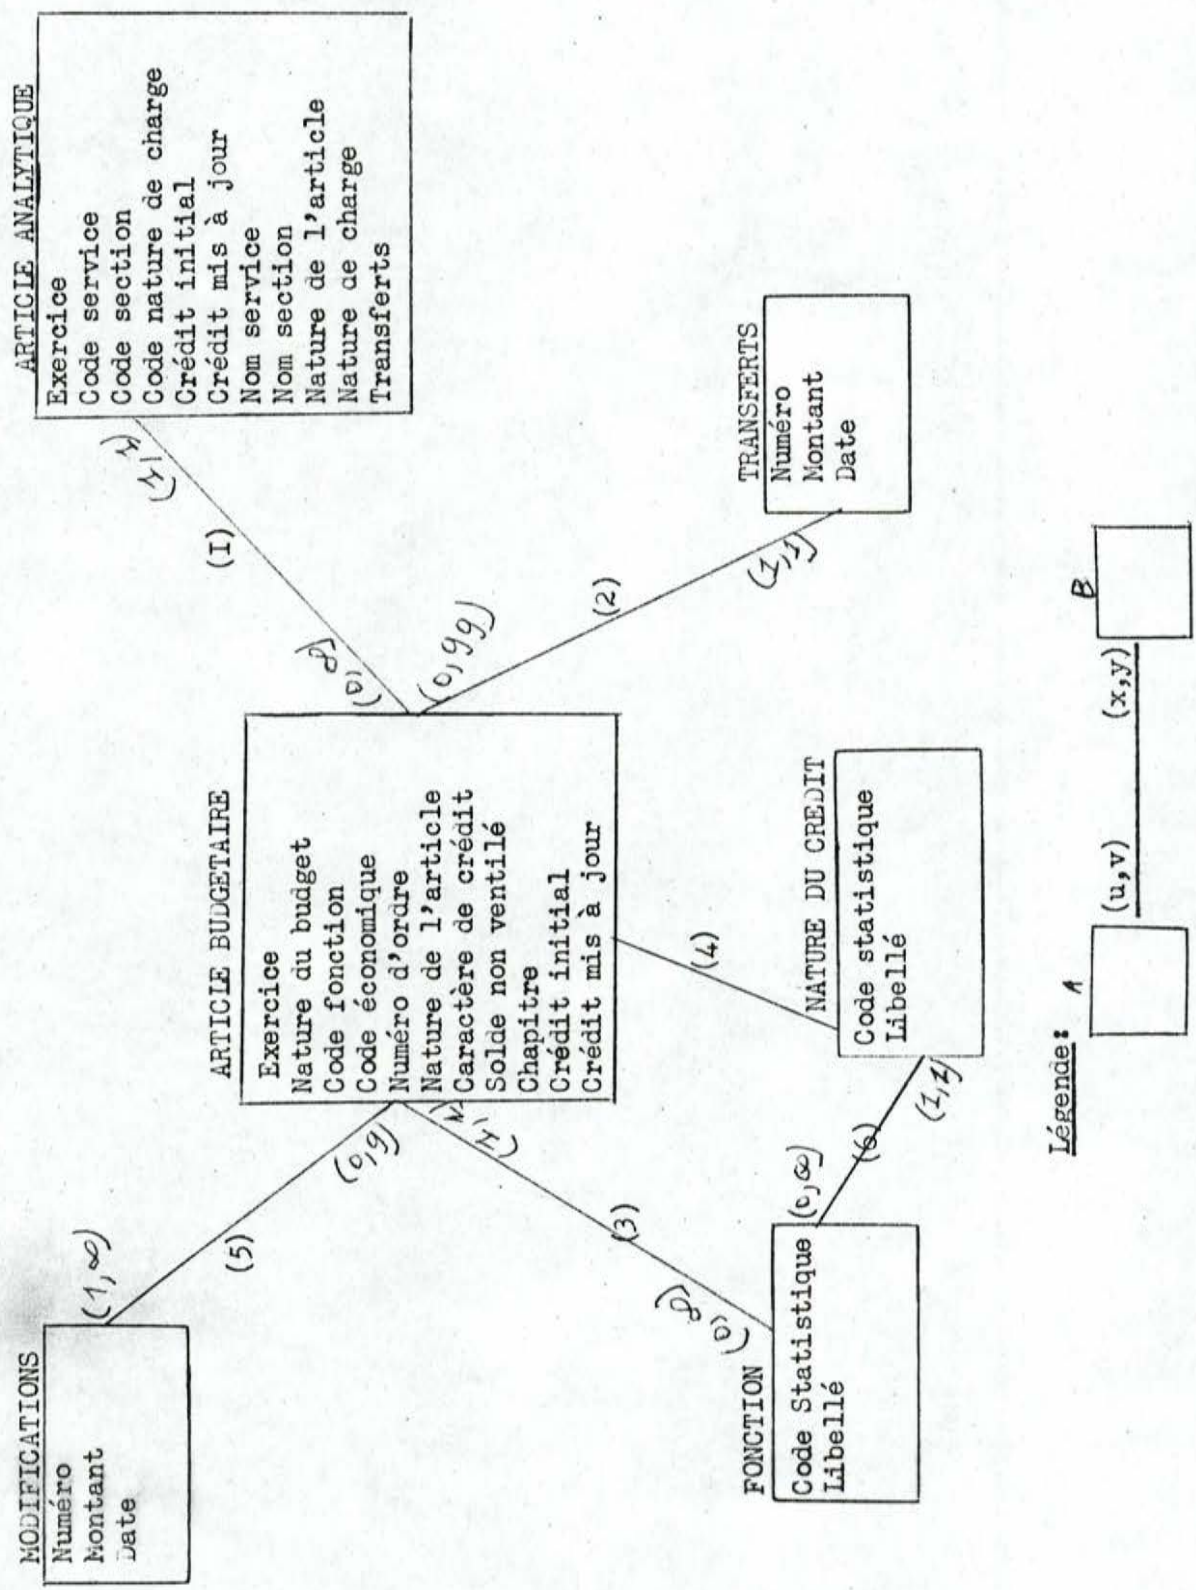 MODIFICATIONS
Numéro
Montant
Date
(1, ∞)
(5)
(0,9)
ARTICLE BUDGETAIRE
Exercice
Nature du budget
Code fonction
Code économique
Numéro d'ordre
Nature de l'article
Caractère de crédit
Solde non ventilé
Chapitre
Crédit initial
Crédit mis à jour
(0, ∞)
(I)
(1,1)
ARTICLE ANALYTIQUE
Exercice
Code service
Code section
Code nature de charge
Crédit initial
Crédit mis à jour
Nom service
Nom section
Nature de l'article
Nature de charge
Transferts
(0,99)
(2)
(1,1)
TRANSFERTS
Numéro
Montant
Date
(3)
(0, ∞)
FONCTION
Code Statistique
Libellé
(0,∞)
(6)
(1,1)
(4)
NATURE DU CREDIT
Code statistique
Libellé
Légende:
A
(u,v)
(x,y)
B